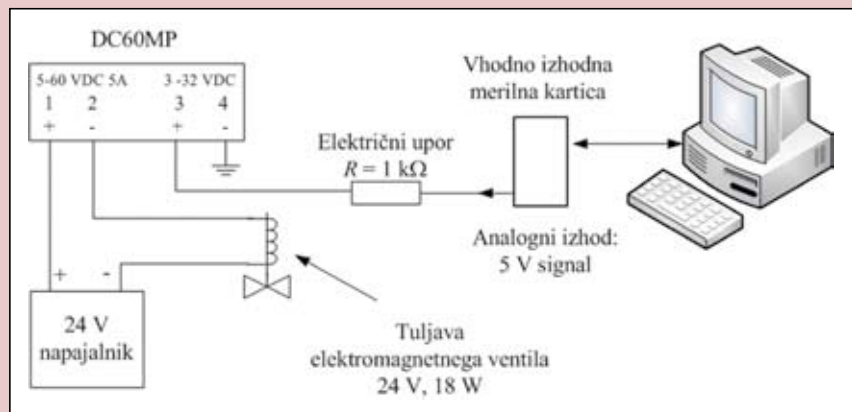 DC60MP
5-60 VDC 5A 3 -32 VDC
1 2 3 4
+ - + -
Električni upor
R = 1 kΩ
Vhodno izhodna
merilna kartica
Analogni izhod:
5 V signal
+ -
24 V
napajalnik
Tuljava
elektromagnetnega ventila
24 V, 18 W